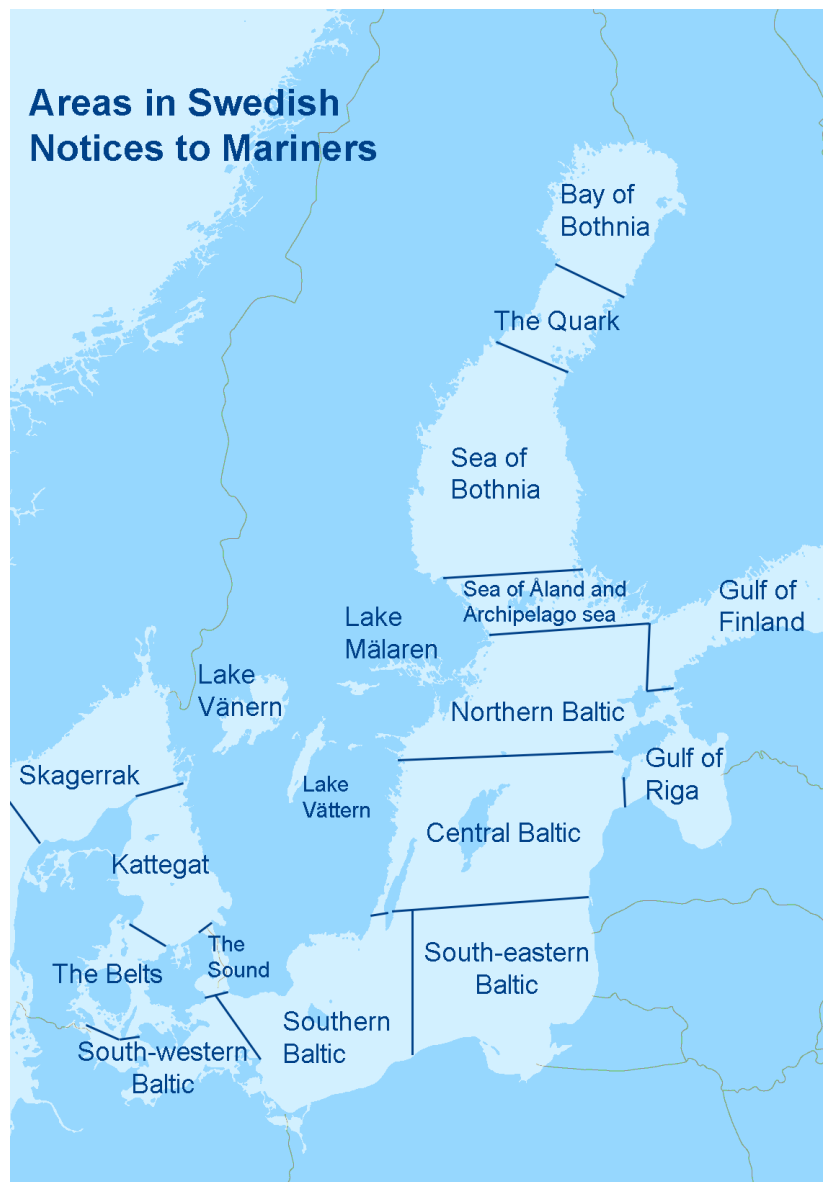 Areas in Swedish
Notices to Mariners
Bay of
Bothnia
The Quark
Sea of
Bothnia
Sea of Åland and
Archipelago sea
Gulf of
Finland
Lake
Mälaren
Lake
Vänern
Northern Baltic
Skagerrak
Lake
Vättern
Gulf of
Riga
Central Baltic
Kattegat
The
Sound
The Belts
South-eastern
Baltic
Southern
Baltic
South-western
Baltic